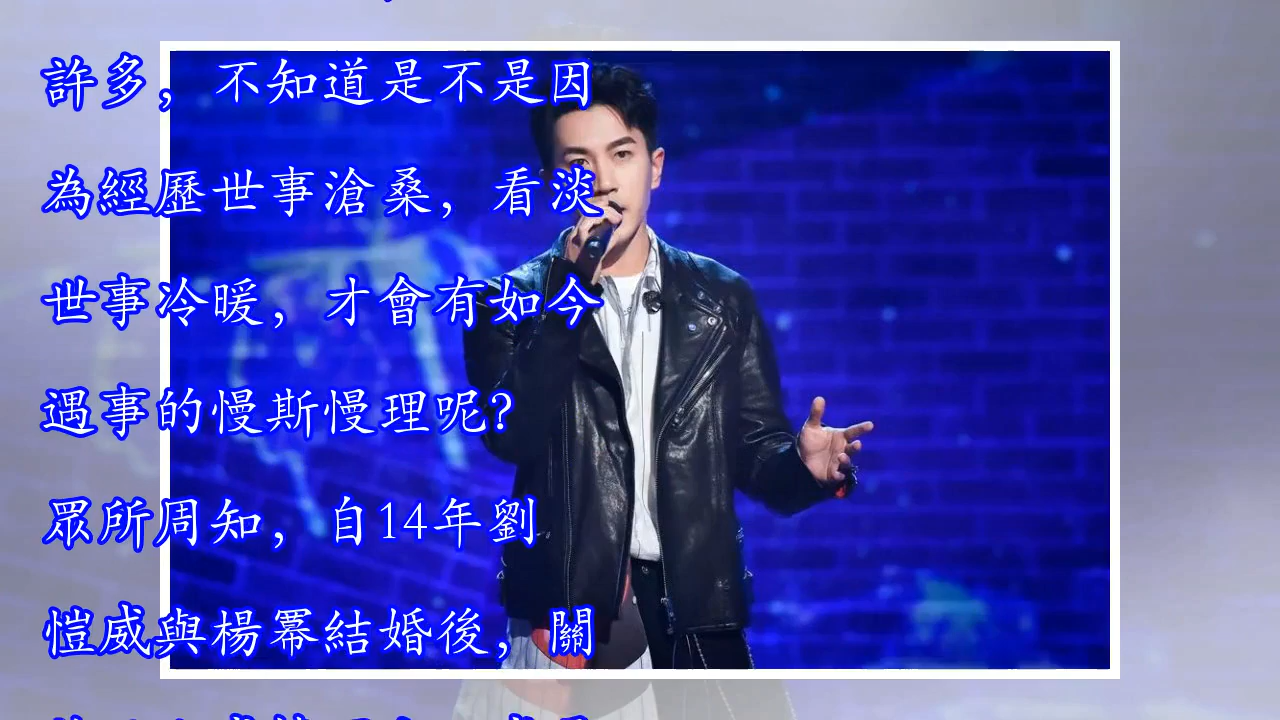 許多，不知道是不是因
為經歷世事滄桑，看淡
世事冷暖，才會有如今
遇事的慢斯慢理呢？
眾所周知，自14年劉
愷威與楊冪結婚後，關